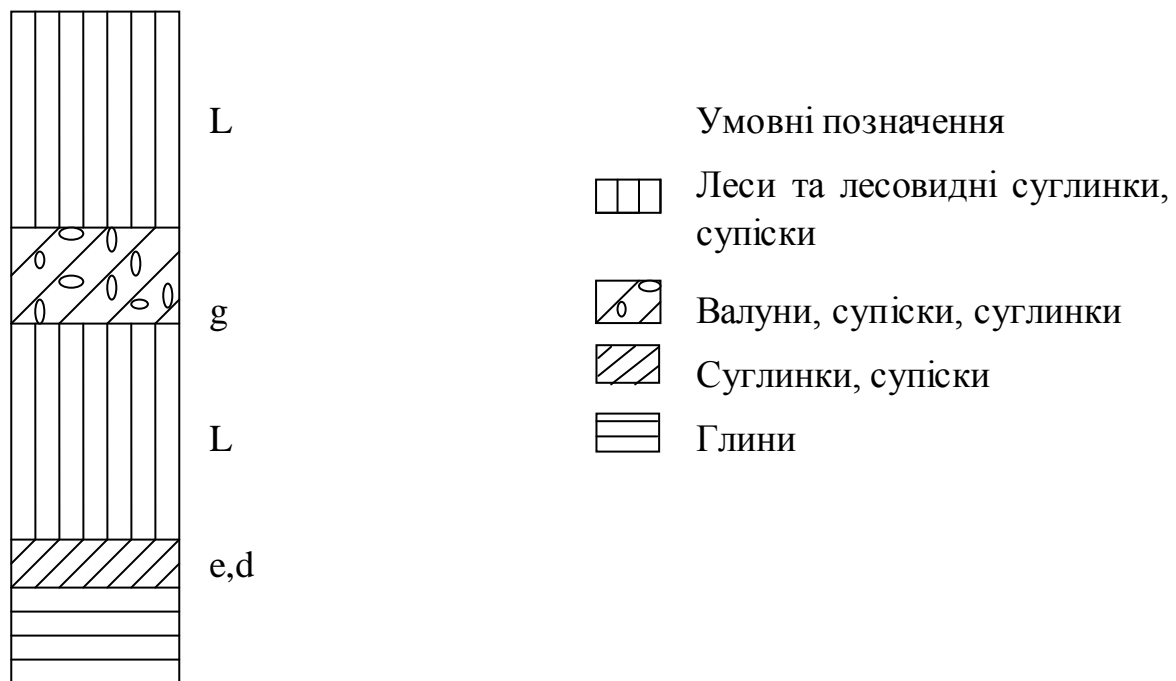 L
g
L
e,d
Умовні позначення
Леси та лесовидні суглинки,
супіски
Валуни, супіски, суглинки
Суглинки, супіски
Глини